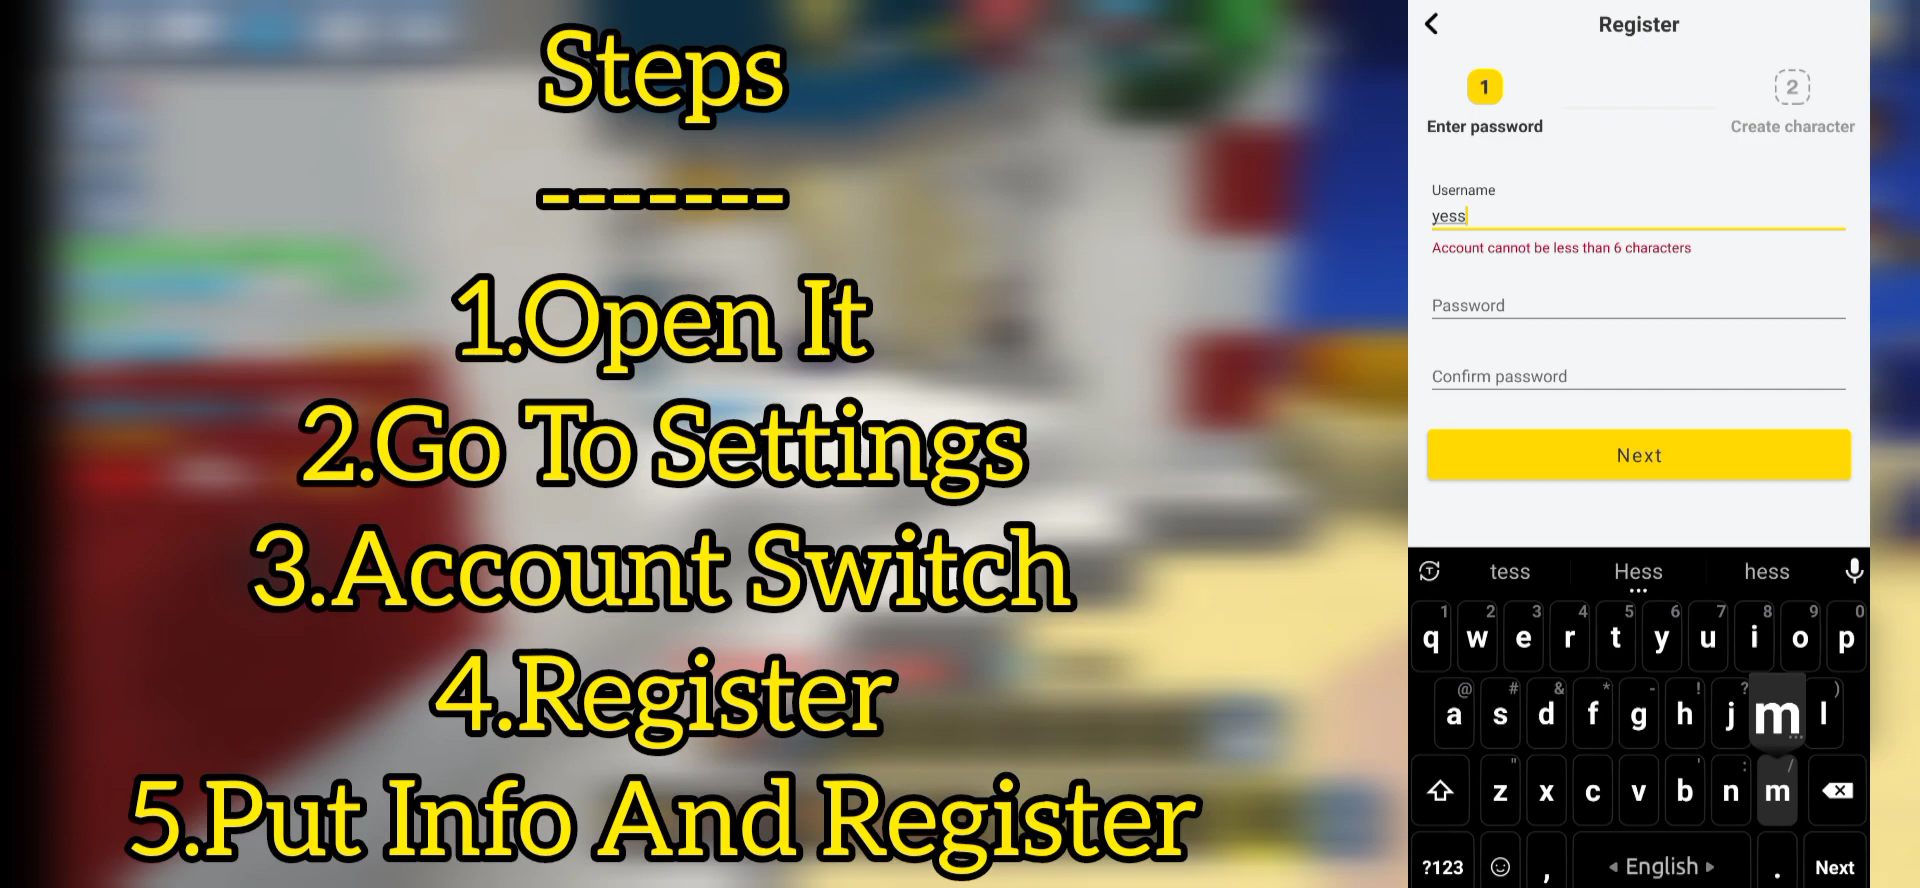 Steps
-------
1.Open It
2.Go To Settings
3.Account Switch
4.Register
5.Put Info And Register
Register
1 2
Enter password Create character
Username
yess
Account cannot be less than 6 characters
Password
Confirm password
Next
tess Hess hess
1 2 3 4 5 6 7 8 9 0
q w e r t y u i o p
@ # & * - ! ? )
a s d f g h j m l
" ' : /
z x c v b n m
?123 , English . Next